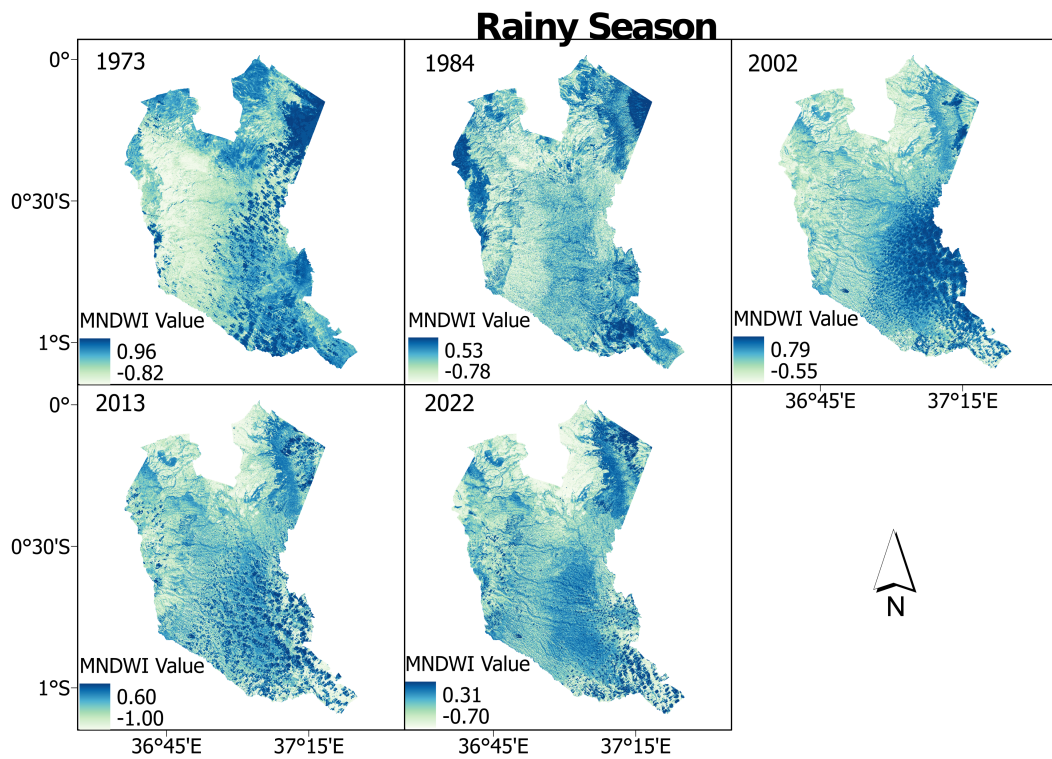 Rainy Season
1973
1984
2002
0°
0°30'S
1°S
MNDWI Value
0.96
-0.82
MNDWI Value
0.53
-0.78
MNDWI Value
0.79
-0.55
36°45'E
37°15'E
2013
2022
0°
0°30'S
1°S
MNDWI Value
0.60
-1.00
MNDWI Value
0.31
-0.70
N
36°45'E
37°15'E
36°45'E
37°15'E